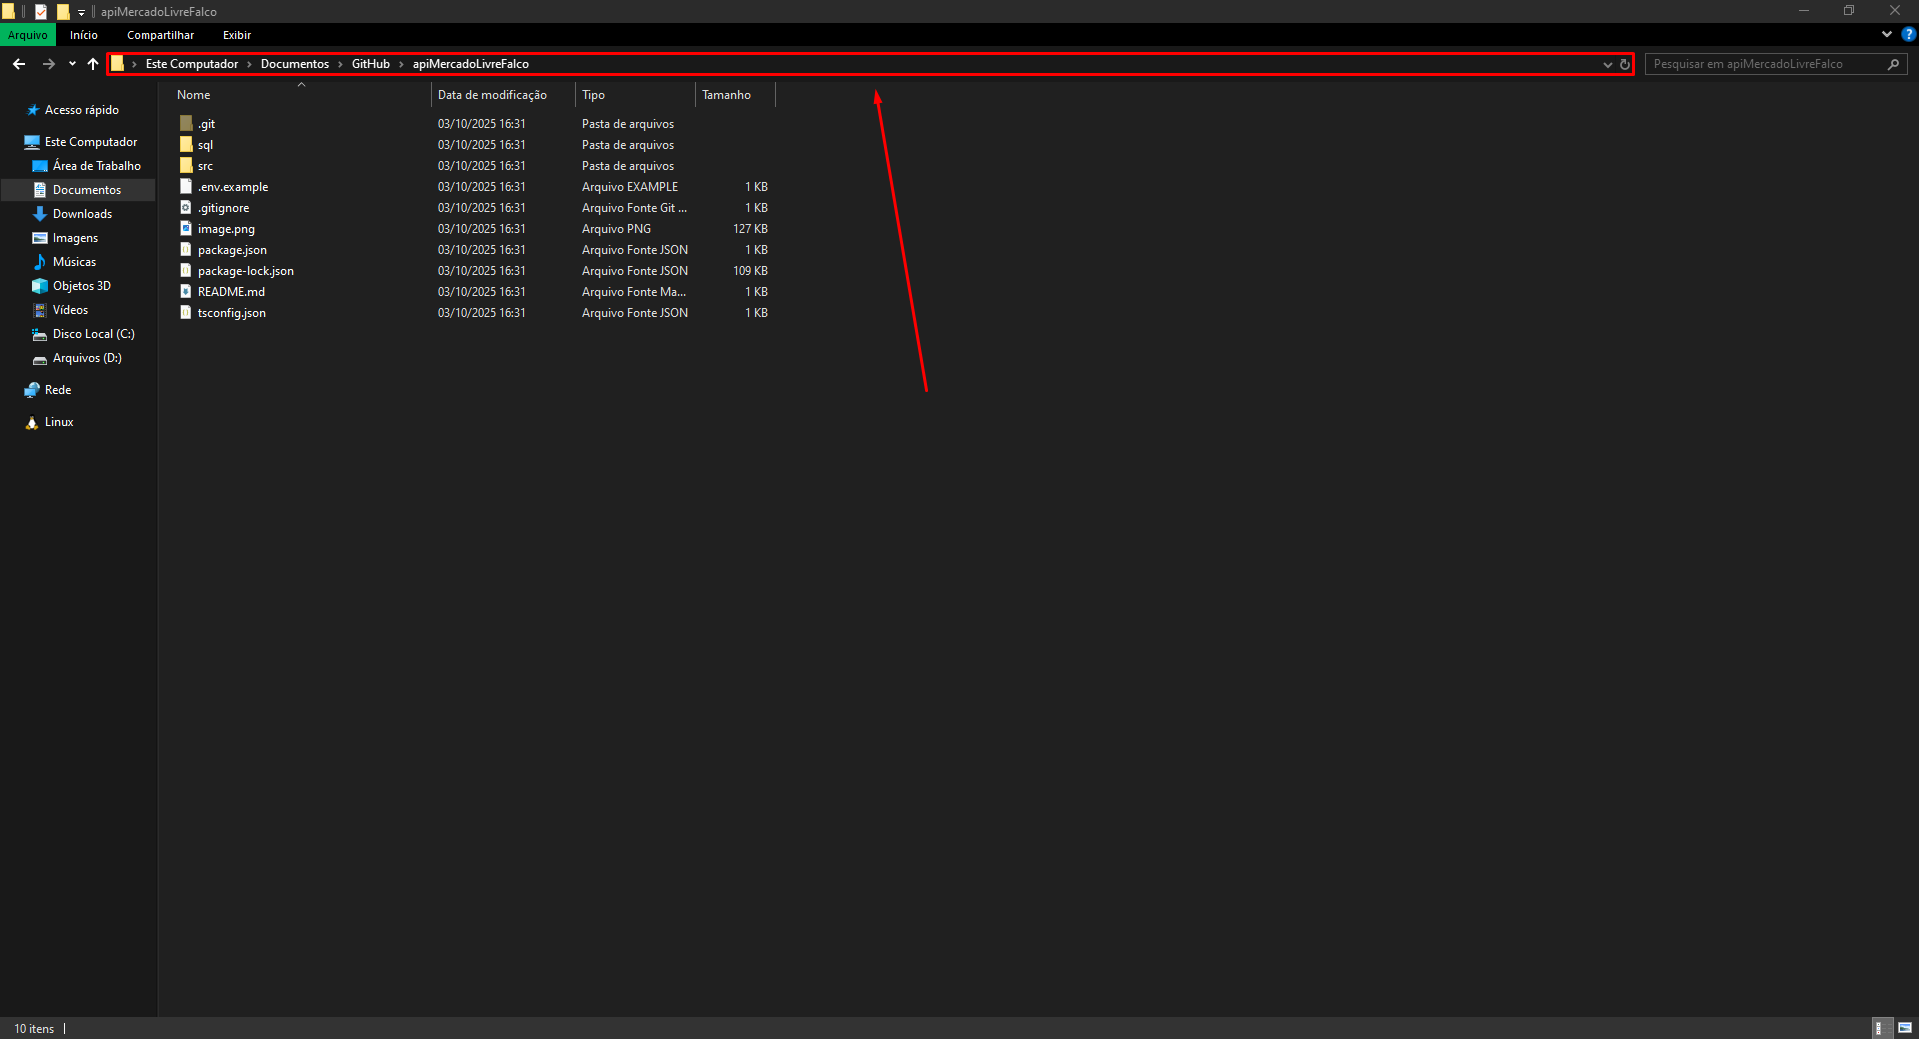 apiMercadoLivreFalco
Arquivo Início Compartilhar Exibir
Este Computador Documentos GitHub apiMercadoLivreFalco Pesquisar em apiMercadoLivreFalco
Acesso rápido
Este Computador
Área de Trabalho
Documentos
Downloads
Imagens
Músicas
Objetos 3D
Vídeos
Disco Local (C:)
Arquivos (D:)
Rede
Linux
Nome Data de modificação Tipo Tamanho
.git 03/10/2025 16:31 Pasta de arquivos
sql 03/10/2025 16:31 Pasta de arquivos
src 03/10/2025 16:31 Pasta de arquivos
.env.example 03/10/2025 16:31 Arquivo EXAMPLE 1 KB
.gitignore 03/10/2025 16:31 Arquivo Fonte Git ... 1 KB
image.png 03/10/2025 16:31 Arquivo PNG 127 KB
package.json 03/10/2025 16:31 Arquivo Fonte JSON 1 KB
package-lock.json 03/10/2025 16:31 Arquivo Fonte JSON 109 KB
README.md 03/10/2025 16:31 Arquivo Fonte Ma... 1 KB
tsconfig.json 03/10/2025 16:31 Arquivo Fonte JSON 1 KB
10 itens